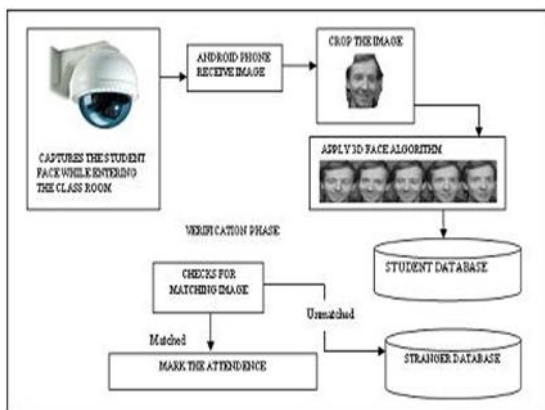 CAPTURES THE STUDENT
FACE WHILE ENTERING
THE CLASS ROOM
ANDROID PHONE
RECEIVE IMAGE
CROP THE IMAGE
APPLY 3D FACE ALGORITHM
STUDENT DATABASE
VERIFICATION PHASE
CHECKS FOR
MATCHING IMAGE
Unmatched
Matched
MARK THE ATTENDENCE
STRANGER DATABASE